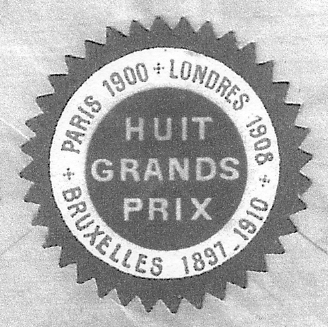 PARIS 1900 + LONDRES 1908 + BRUXELLES 1897-1910 +
HUIT
GRANDS
PRIX